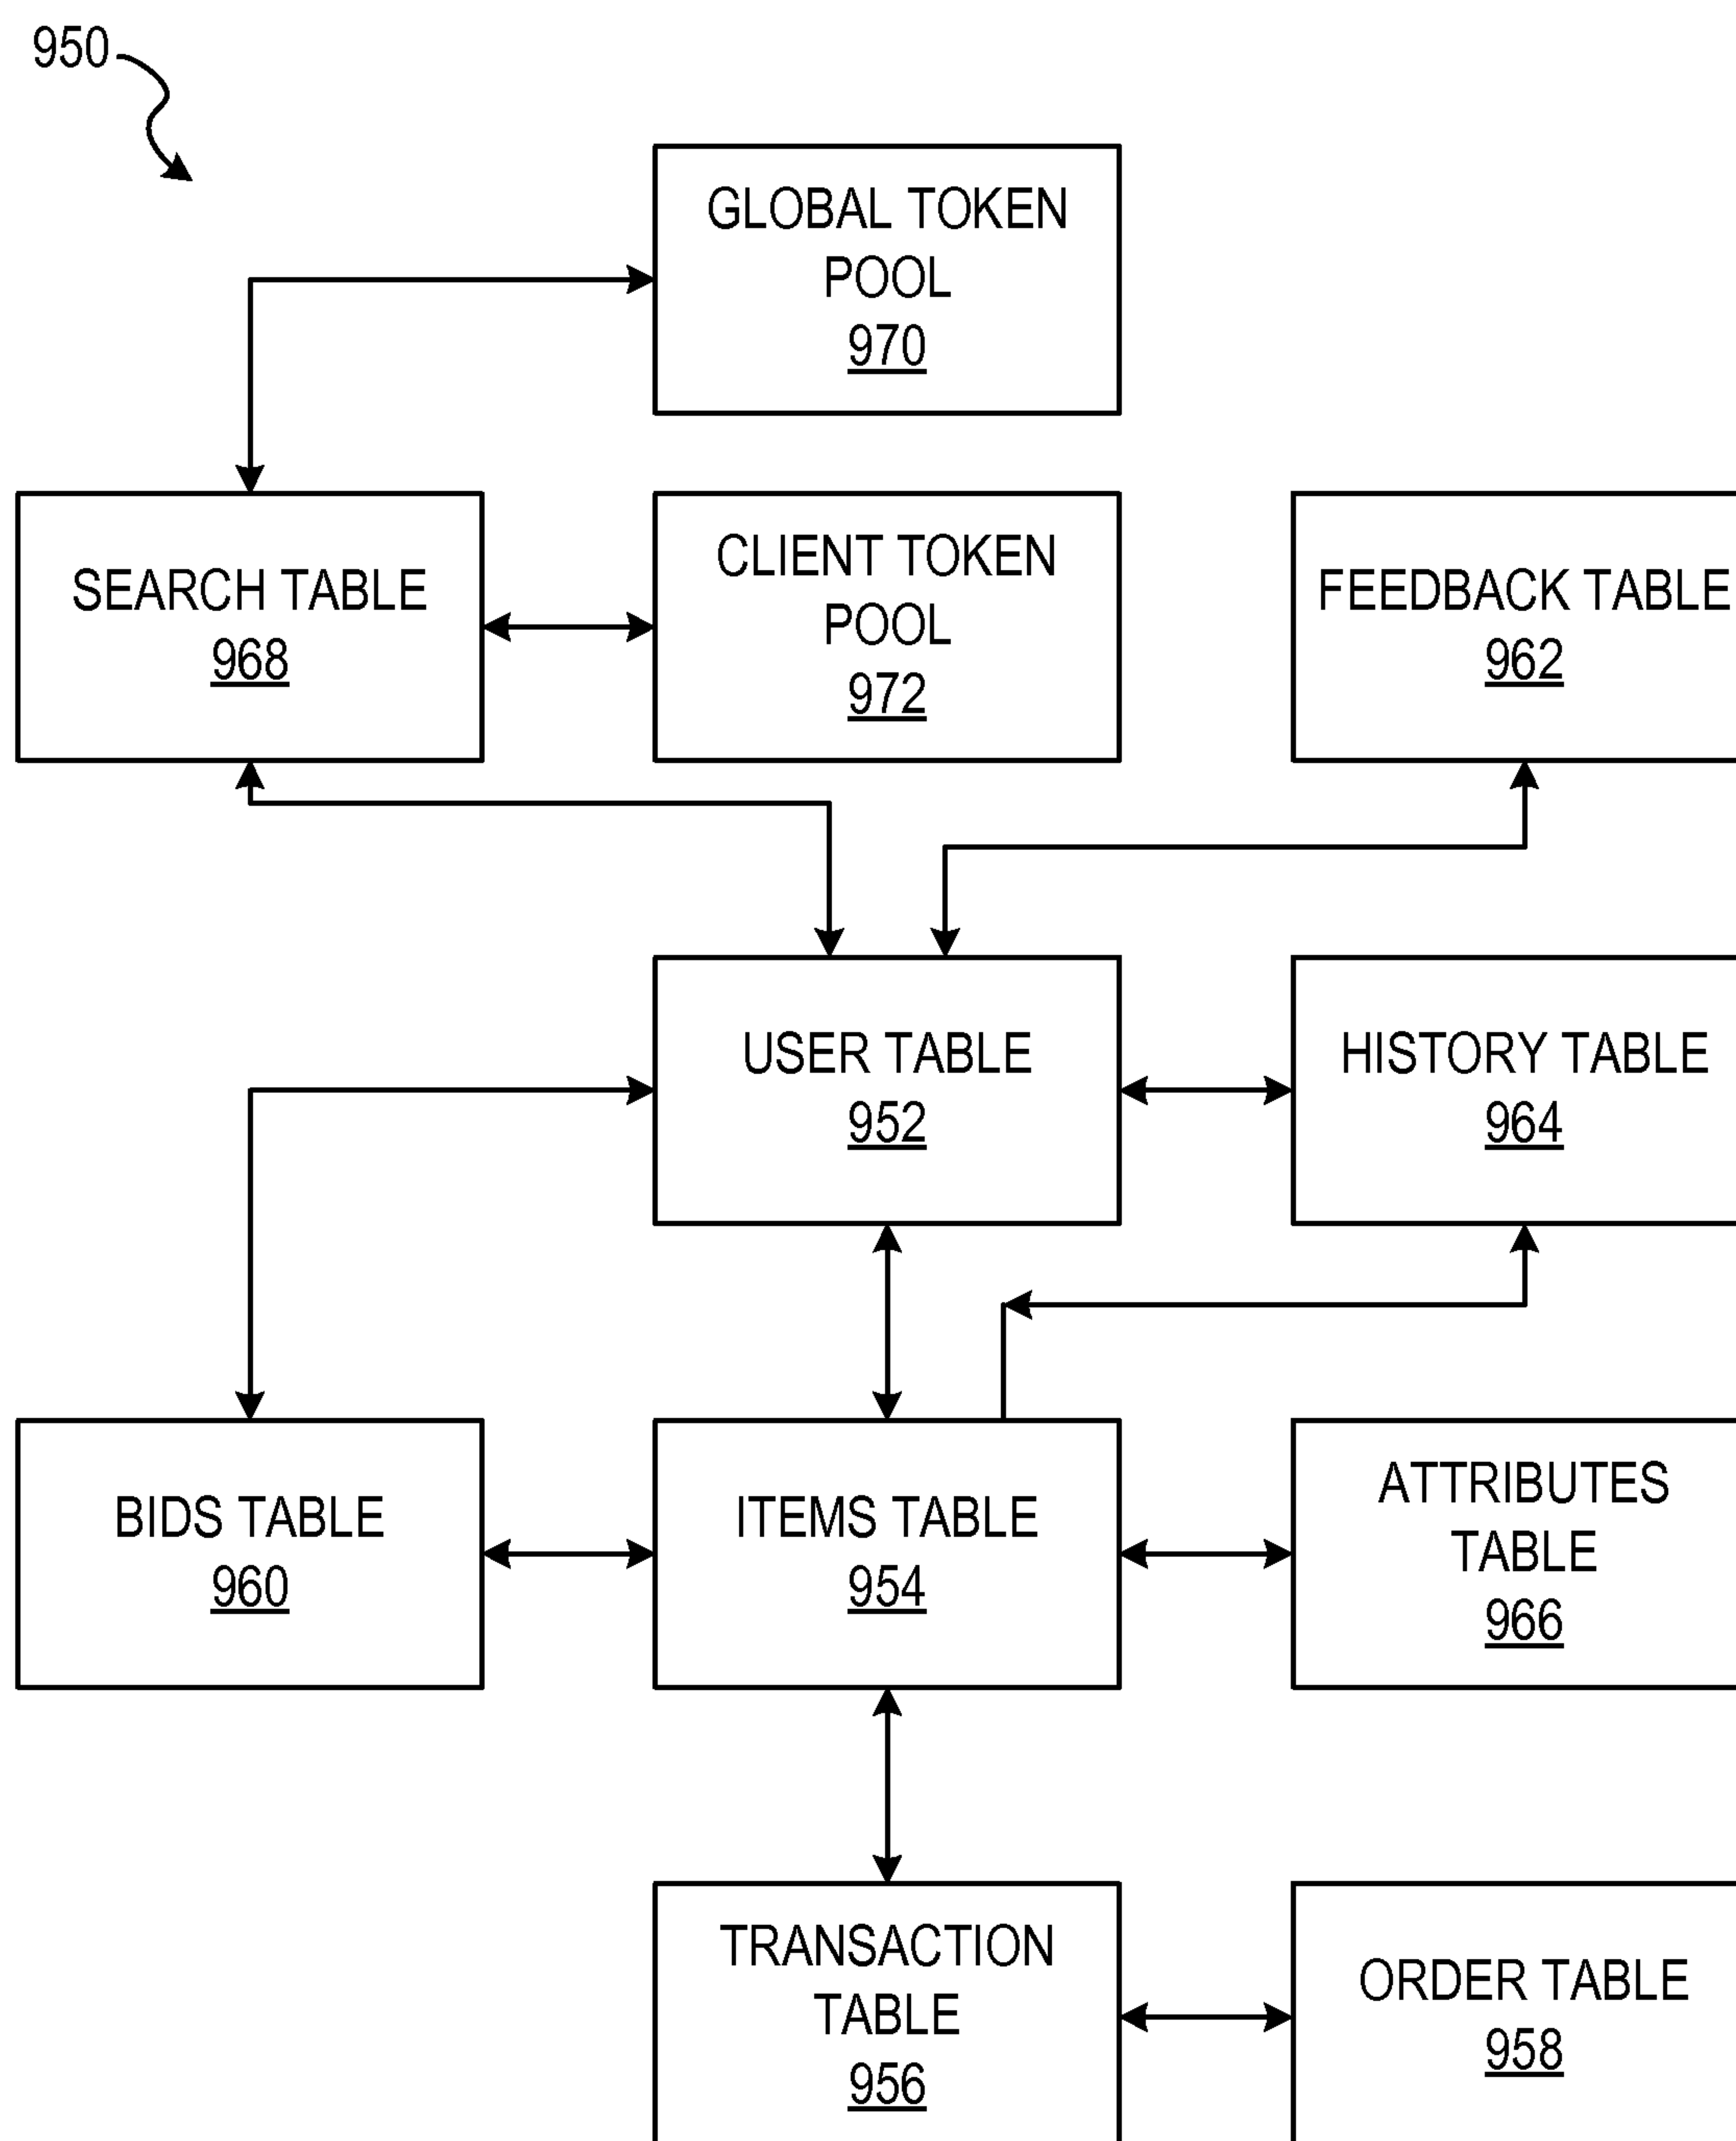 950
GLOBAL TOKEN
POOL
970
SEARCH TABLE
968
CLIENT TOKEN
POOL
972
FEEDBACK TABLE
962
USER TABLE
952
HISTORY TABLE
964
BIDS TABLE
960
ITEMS TABLE
954
ATTRIBUTES
TABLE
966
TRANSACTION
TABLE
956
ORDER TABLE
958